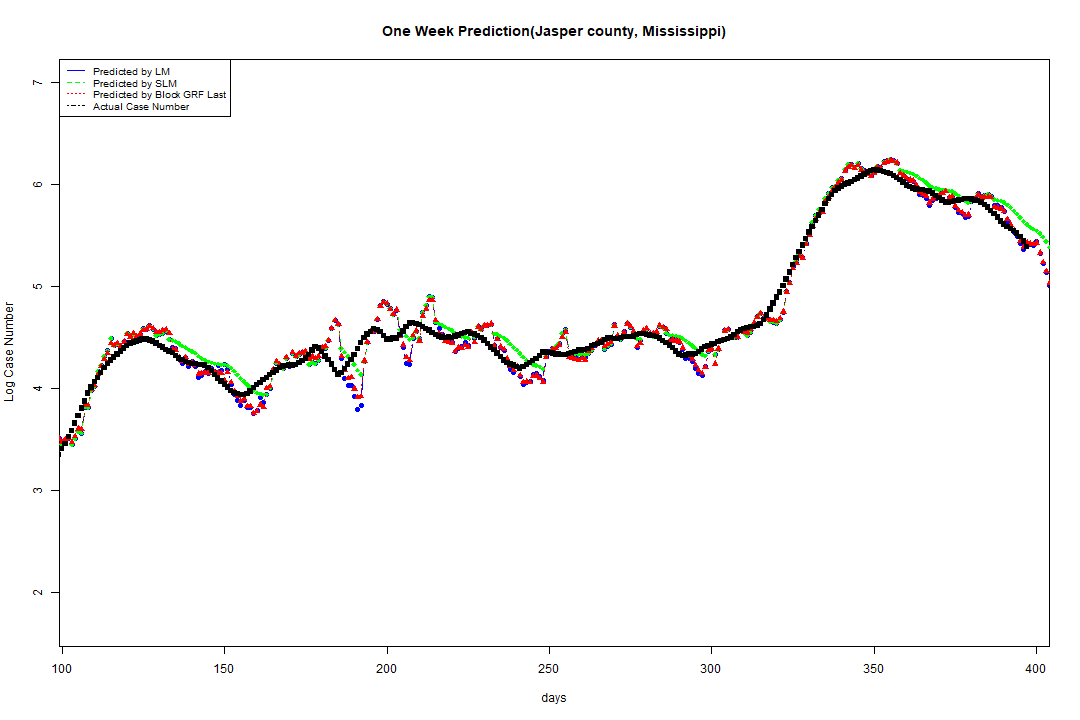 One Week Prediction(Jasper county, Mississippi)
Predicted by LM
Predicted by SLM
Predicted by Block GRF Last
Actual Case Number
7
6
5
4
3
2
Log Case Number
100 150 200 250 300 350 400
days